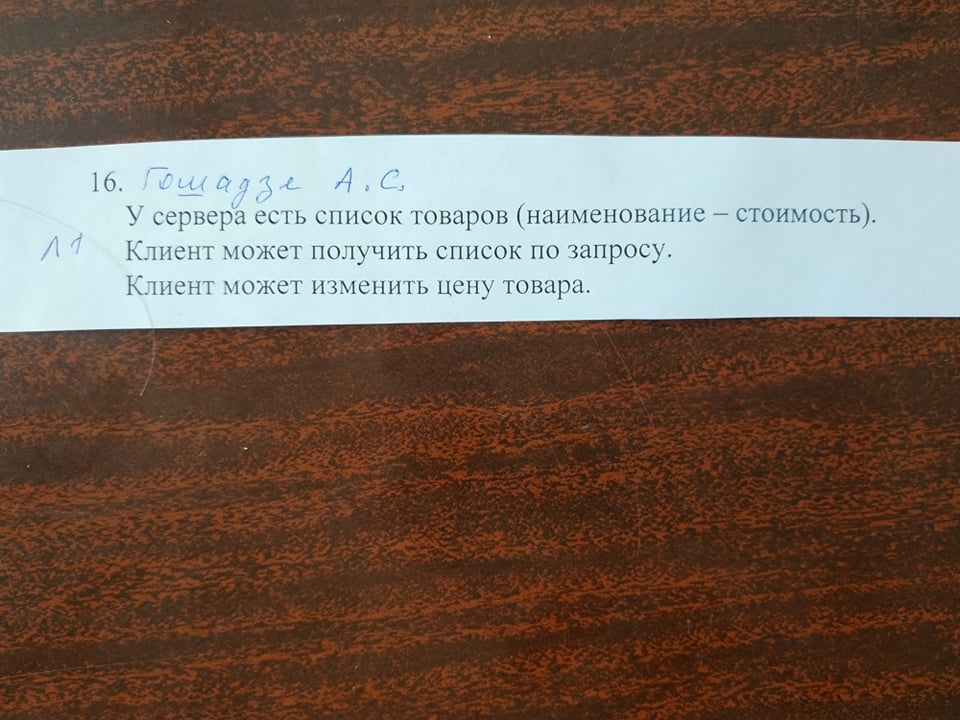 16. Гошадзе А.С.
У сервера есть список товаров (наименование – стоимость).
Л1 Клиент может получить список по запросу.
Клиент может изменить цену товара.